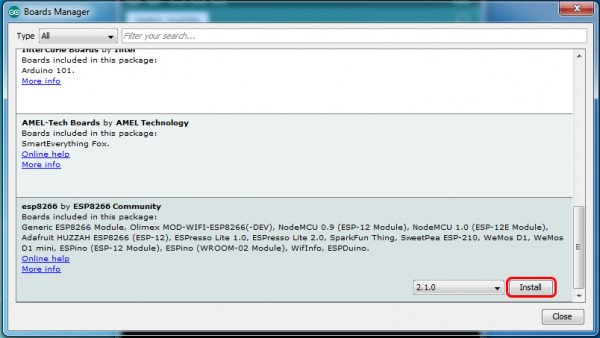 Boards Manager
Type All Filter your search...
Intel Curie Boards by Intel
Boards included in this package:
Arduino 101.
More info
AMEL-Tech Boards by AMEL Technology
Boards included in this package:
SmartEverything Fox.
Online help
More info
esp8266 by ESP8266 Community
Boards included in this package:
Generic ESP8266 Module, Olimex MOD-WIFI-ESP8266(-DEV), NodeMCU 0.9 (ESP-12 Module), NodeMCU 1.0 (ESP-12E Module),
Adafruit HUZZAH ESP8266 (ESP-12), ESPresso Lite 1.0, ESPresso Lite 2.0, SparkFun Thing, SweetPea ESP-210, WeMos D1, WeMos
D1 mini, ESPino (ESP-12 Module), ESPino (WROOM-02 Module), WifInfo, ESPDuino.
Online help
More info
2.1.0 Install
Close